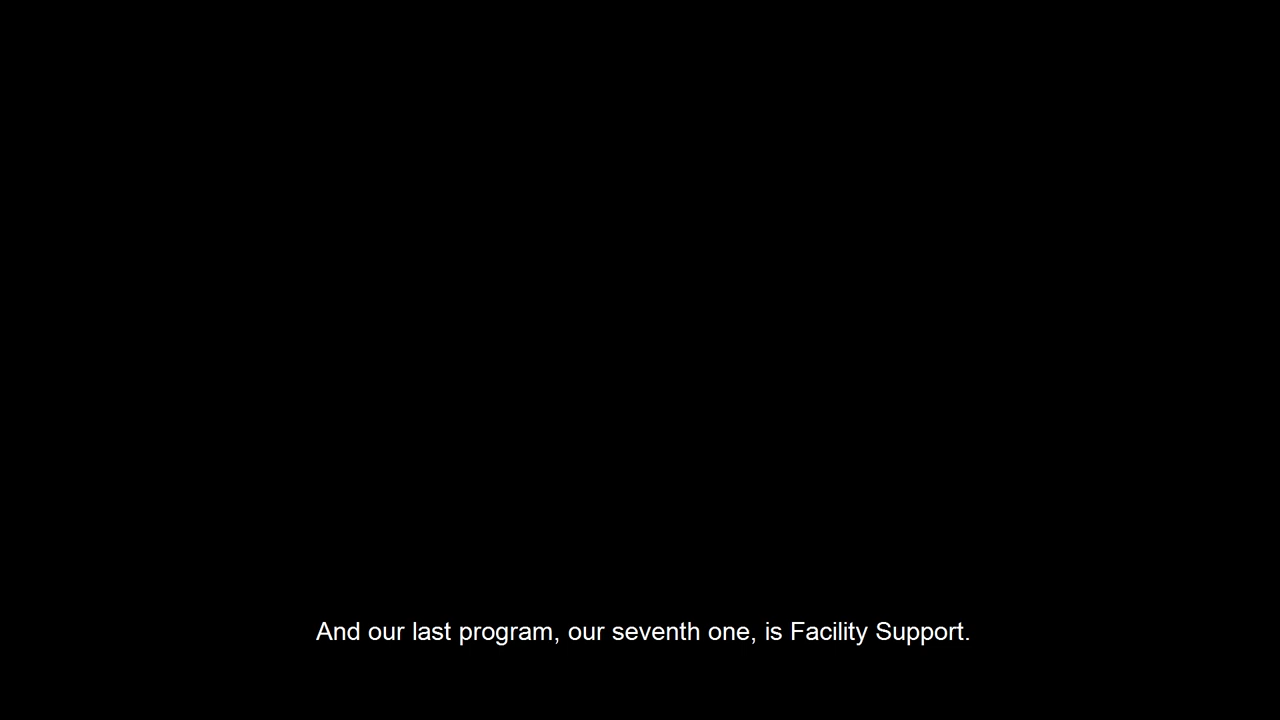 And our last program, our seventh one, is Facility Support.